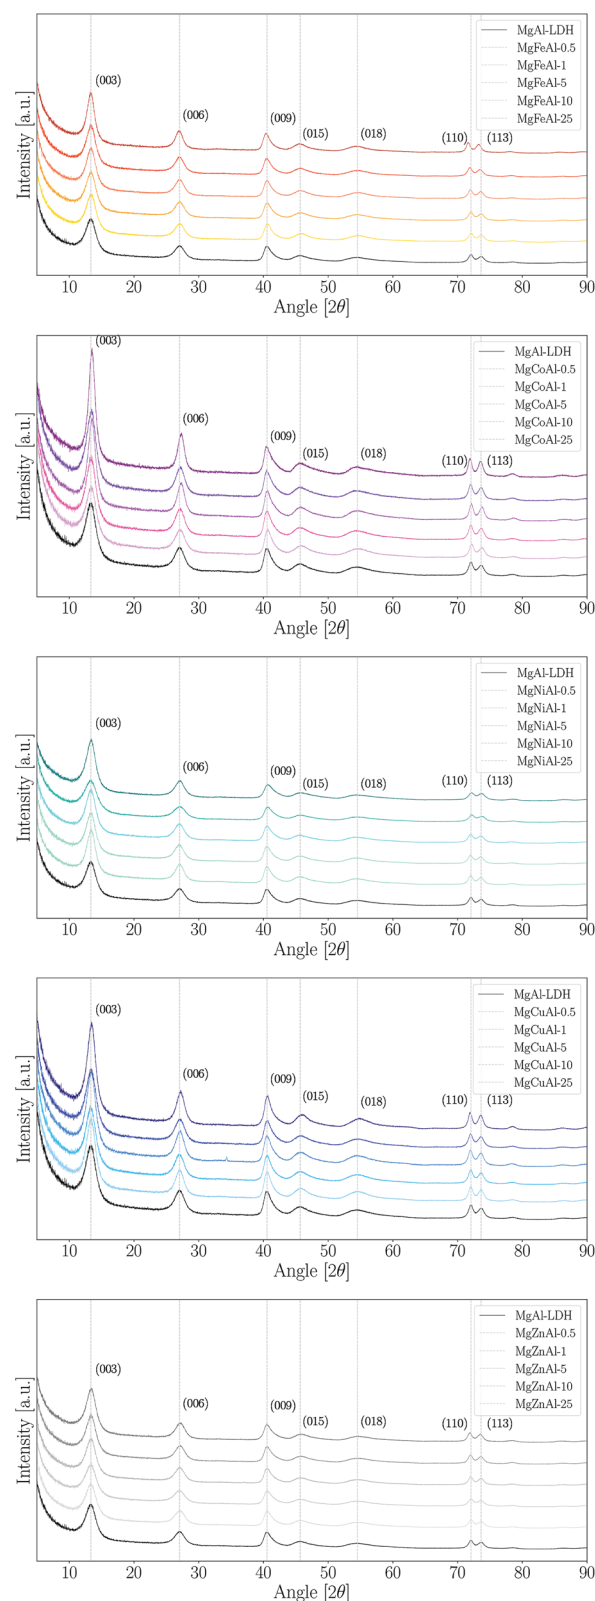 MgAl-LDH
MgFeAl-0.5
MgFeAl-1
MgFeAl-5
MgFeAl-10
MgFeAl-25
(003)
(006)
(009)
(015)
(018)
(110)
(113)
Intensity [a.u.]
10 20 30 40 50 60 70 80 90
Angle [2θ]
MgAl-LDH
MgCoAl-0.5
MgCoAl-1
MgCoAl-5
MgCoAl-10
MgCoAl-25
(003)
(006)
(009)
(015)
(018)
(110)
(113)
Intensity [a.u.]
10 20 30 40 50 60 70 80 90
Angle [2θ]
MgAl-LDH
MgNiAl-0.5
MgNiAl-1
MgNiAl-5
MgNiAl-10
MgNiAl-25
(003)
(006)
(009)
(015)
(018)
(110)
(113)
Intensity [a.u.]
10 20 30 40 50 60 70 80 90
Angle [2θ]
MgAl-LDH
MgCuAl-0.5
MgCuAl-1
MgCuAl-5
MgCuAl-10
MgCuAl-25
(003)
(006)
(009)
(015)
(018)
(110)
(113)
Intensity [a.u.]
10 20 30 40 50 60 70 80 90
Angle [2θ]
MgAl-LDH
MgZnAl-0.5
MgZnAl-1
MgZnAl-5
MgZnAl-10
MgZnAl-25
(003)
(006)
(009)
(015)
(018)
(110)
(113)
Intensity [a.u.]
10 20 30 40 50 60 70 80 90
Angle [2θ]